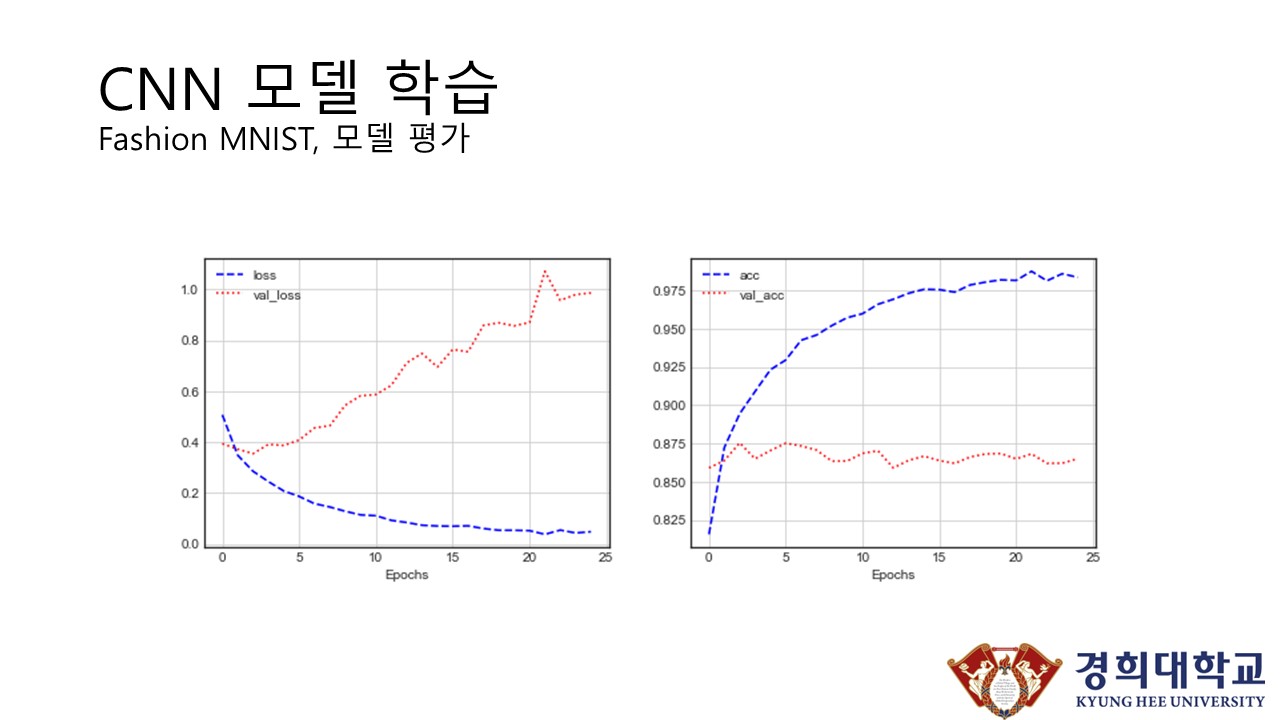 CNN 모델 학습
Fashion MNIST, 모델 평가
loss
val_loss
1.0
0.8
0.6
0.4
0.2
0.0
0 5 10 15 20 25
Epochs
acc
val_acc
0.975
0.950
0.925
0.900
0.875
0.850
0.825
0 5 10 15 20 25
Epochs
경희대학교
KYUNG HEE UNIVERSITY